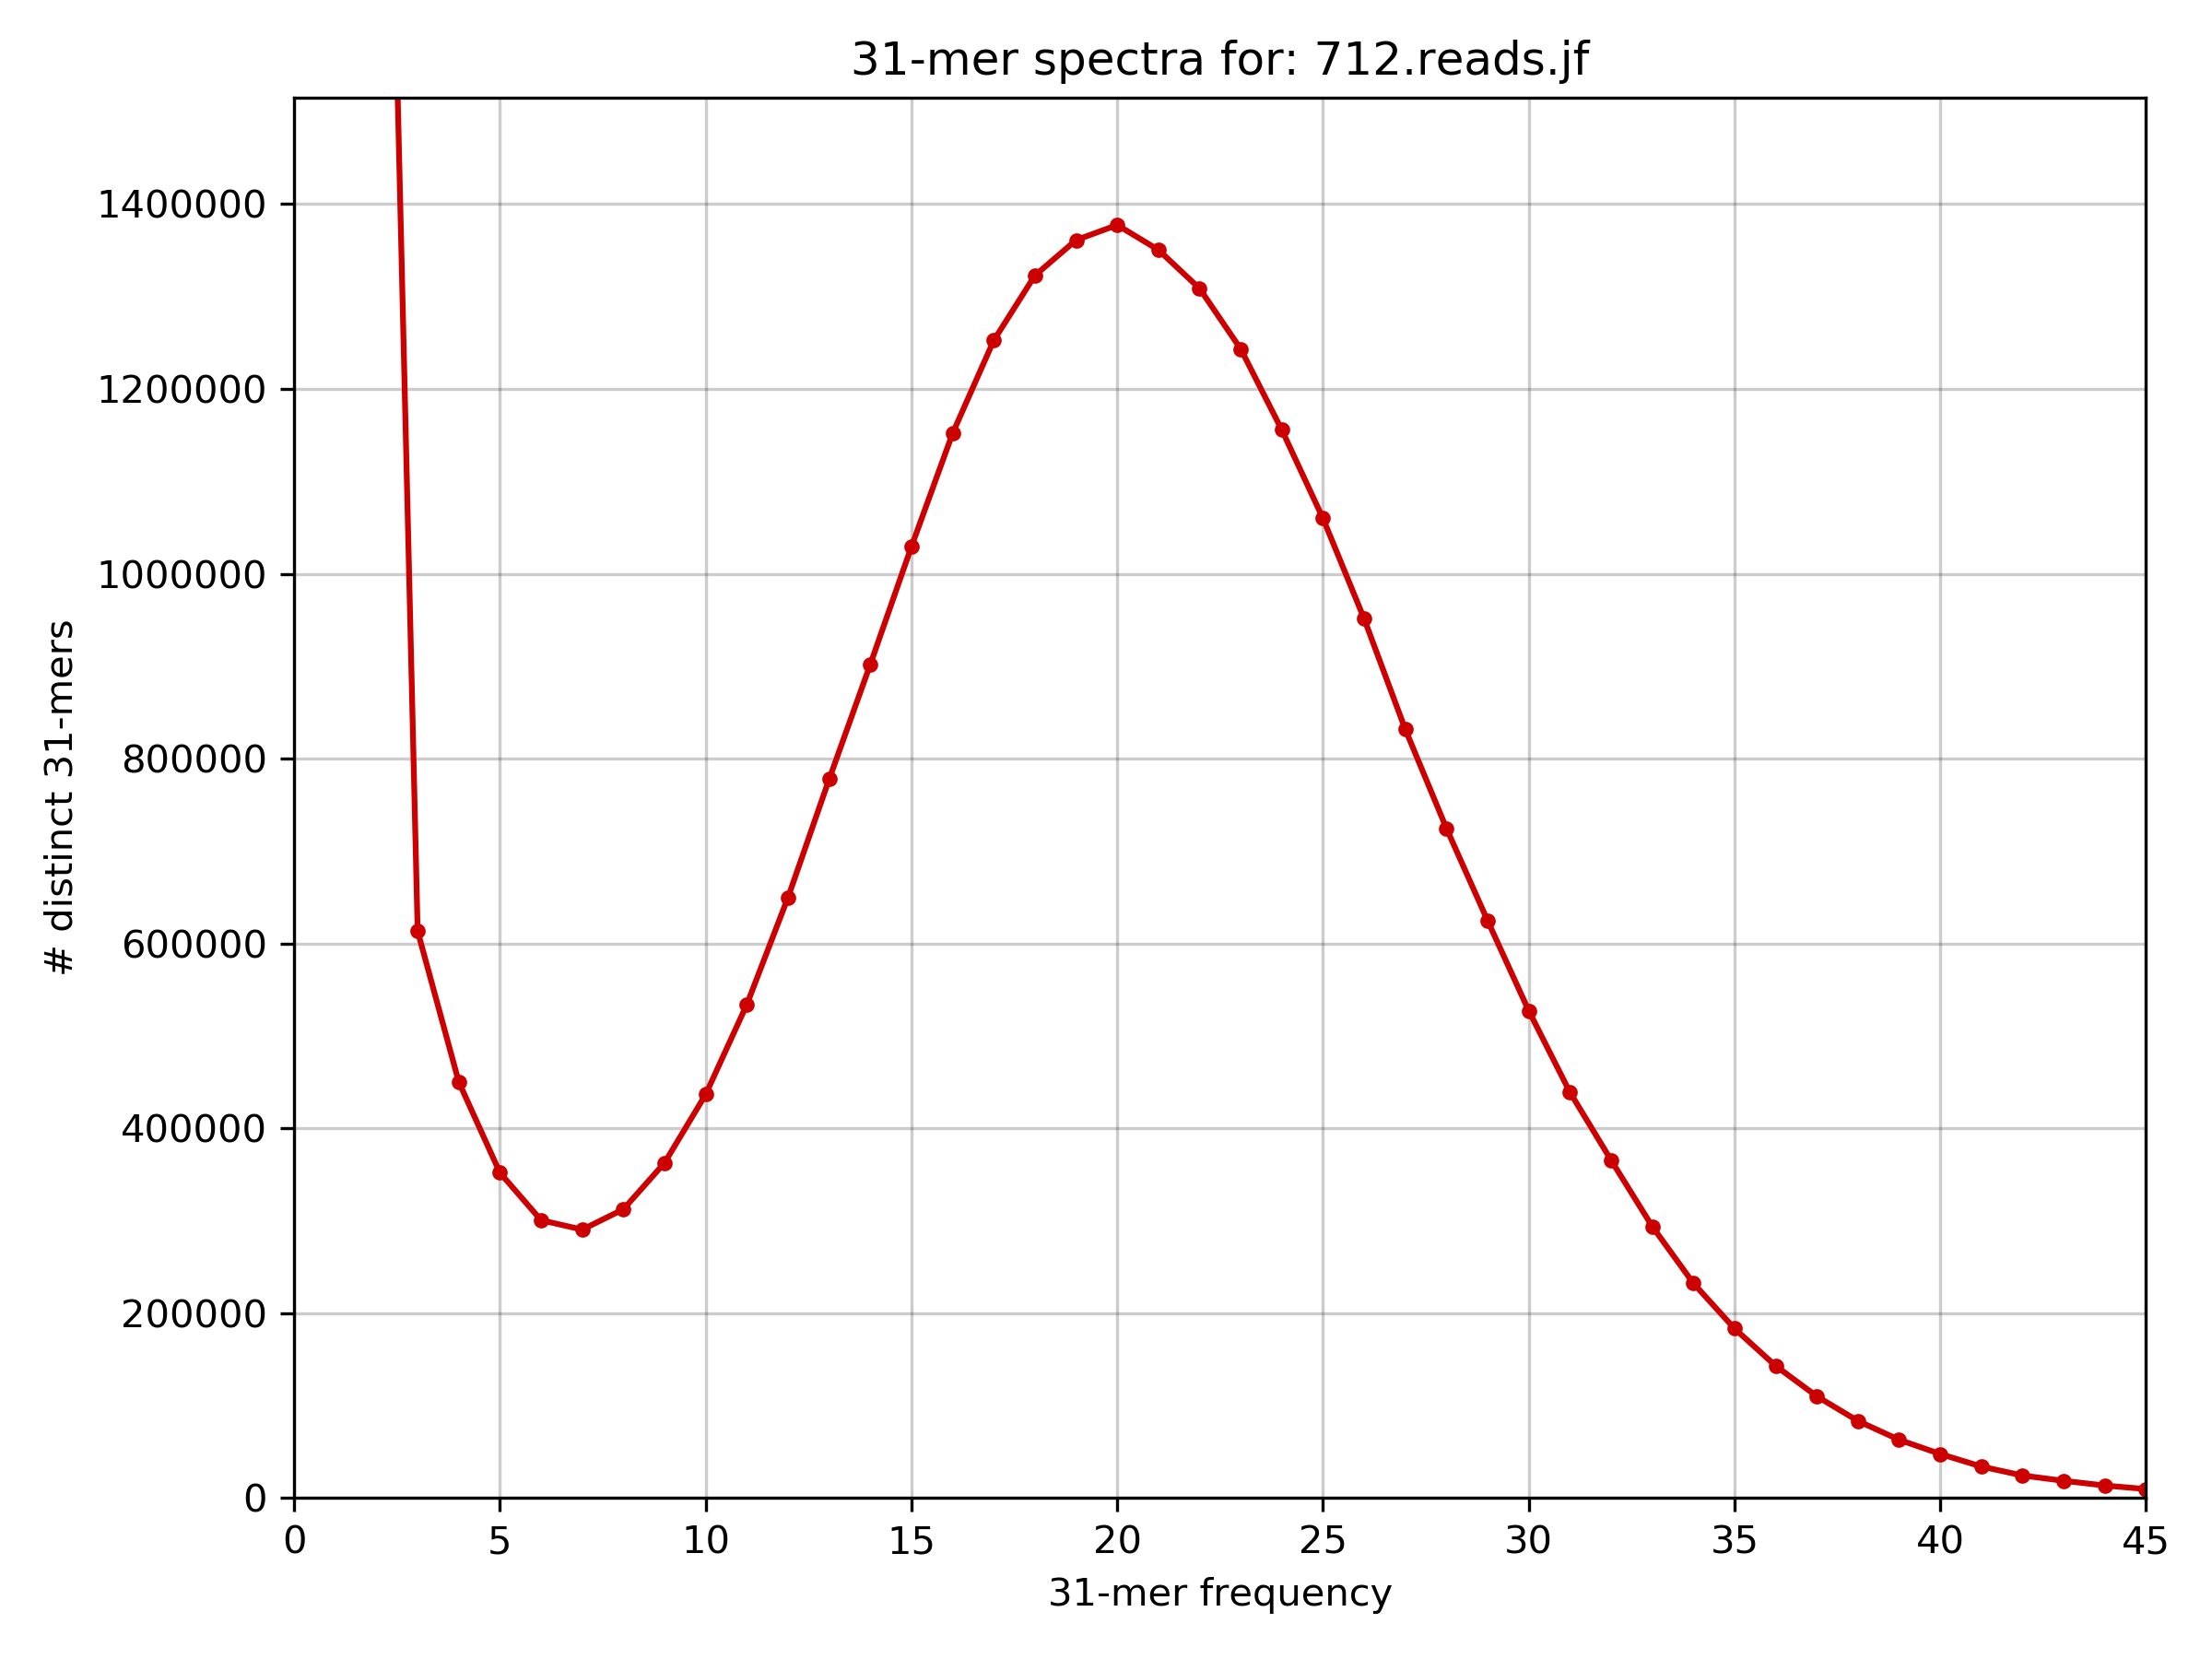 31-mer spectra for: 712.reads.jf
1400000
1200000
1000000
800000
600000
400000
200000
0
# distinct 31-mers
0 5 10 15 20 25 30 35 40 45
31-mer frequency